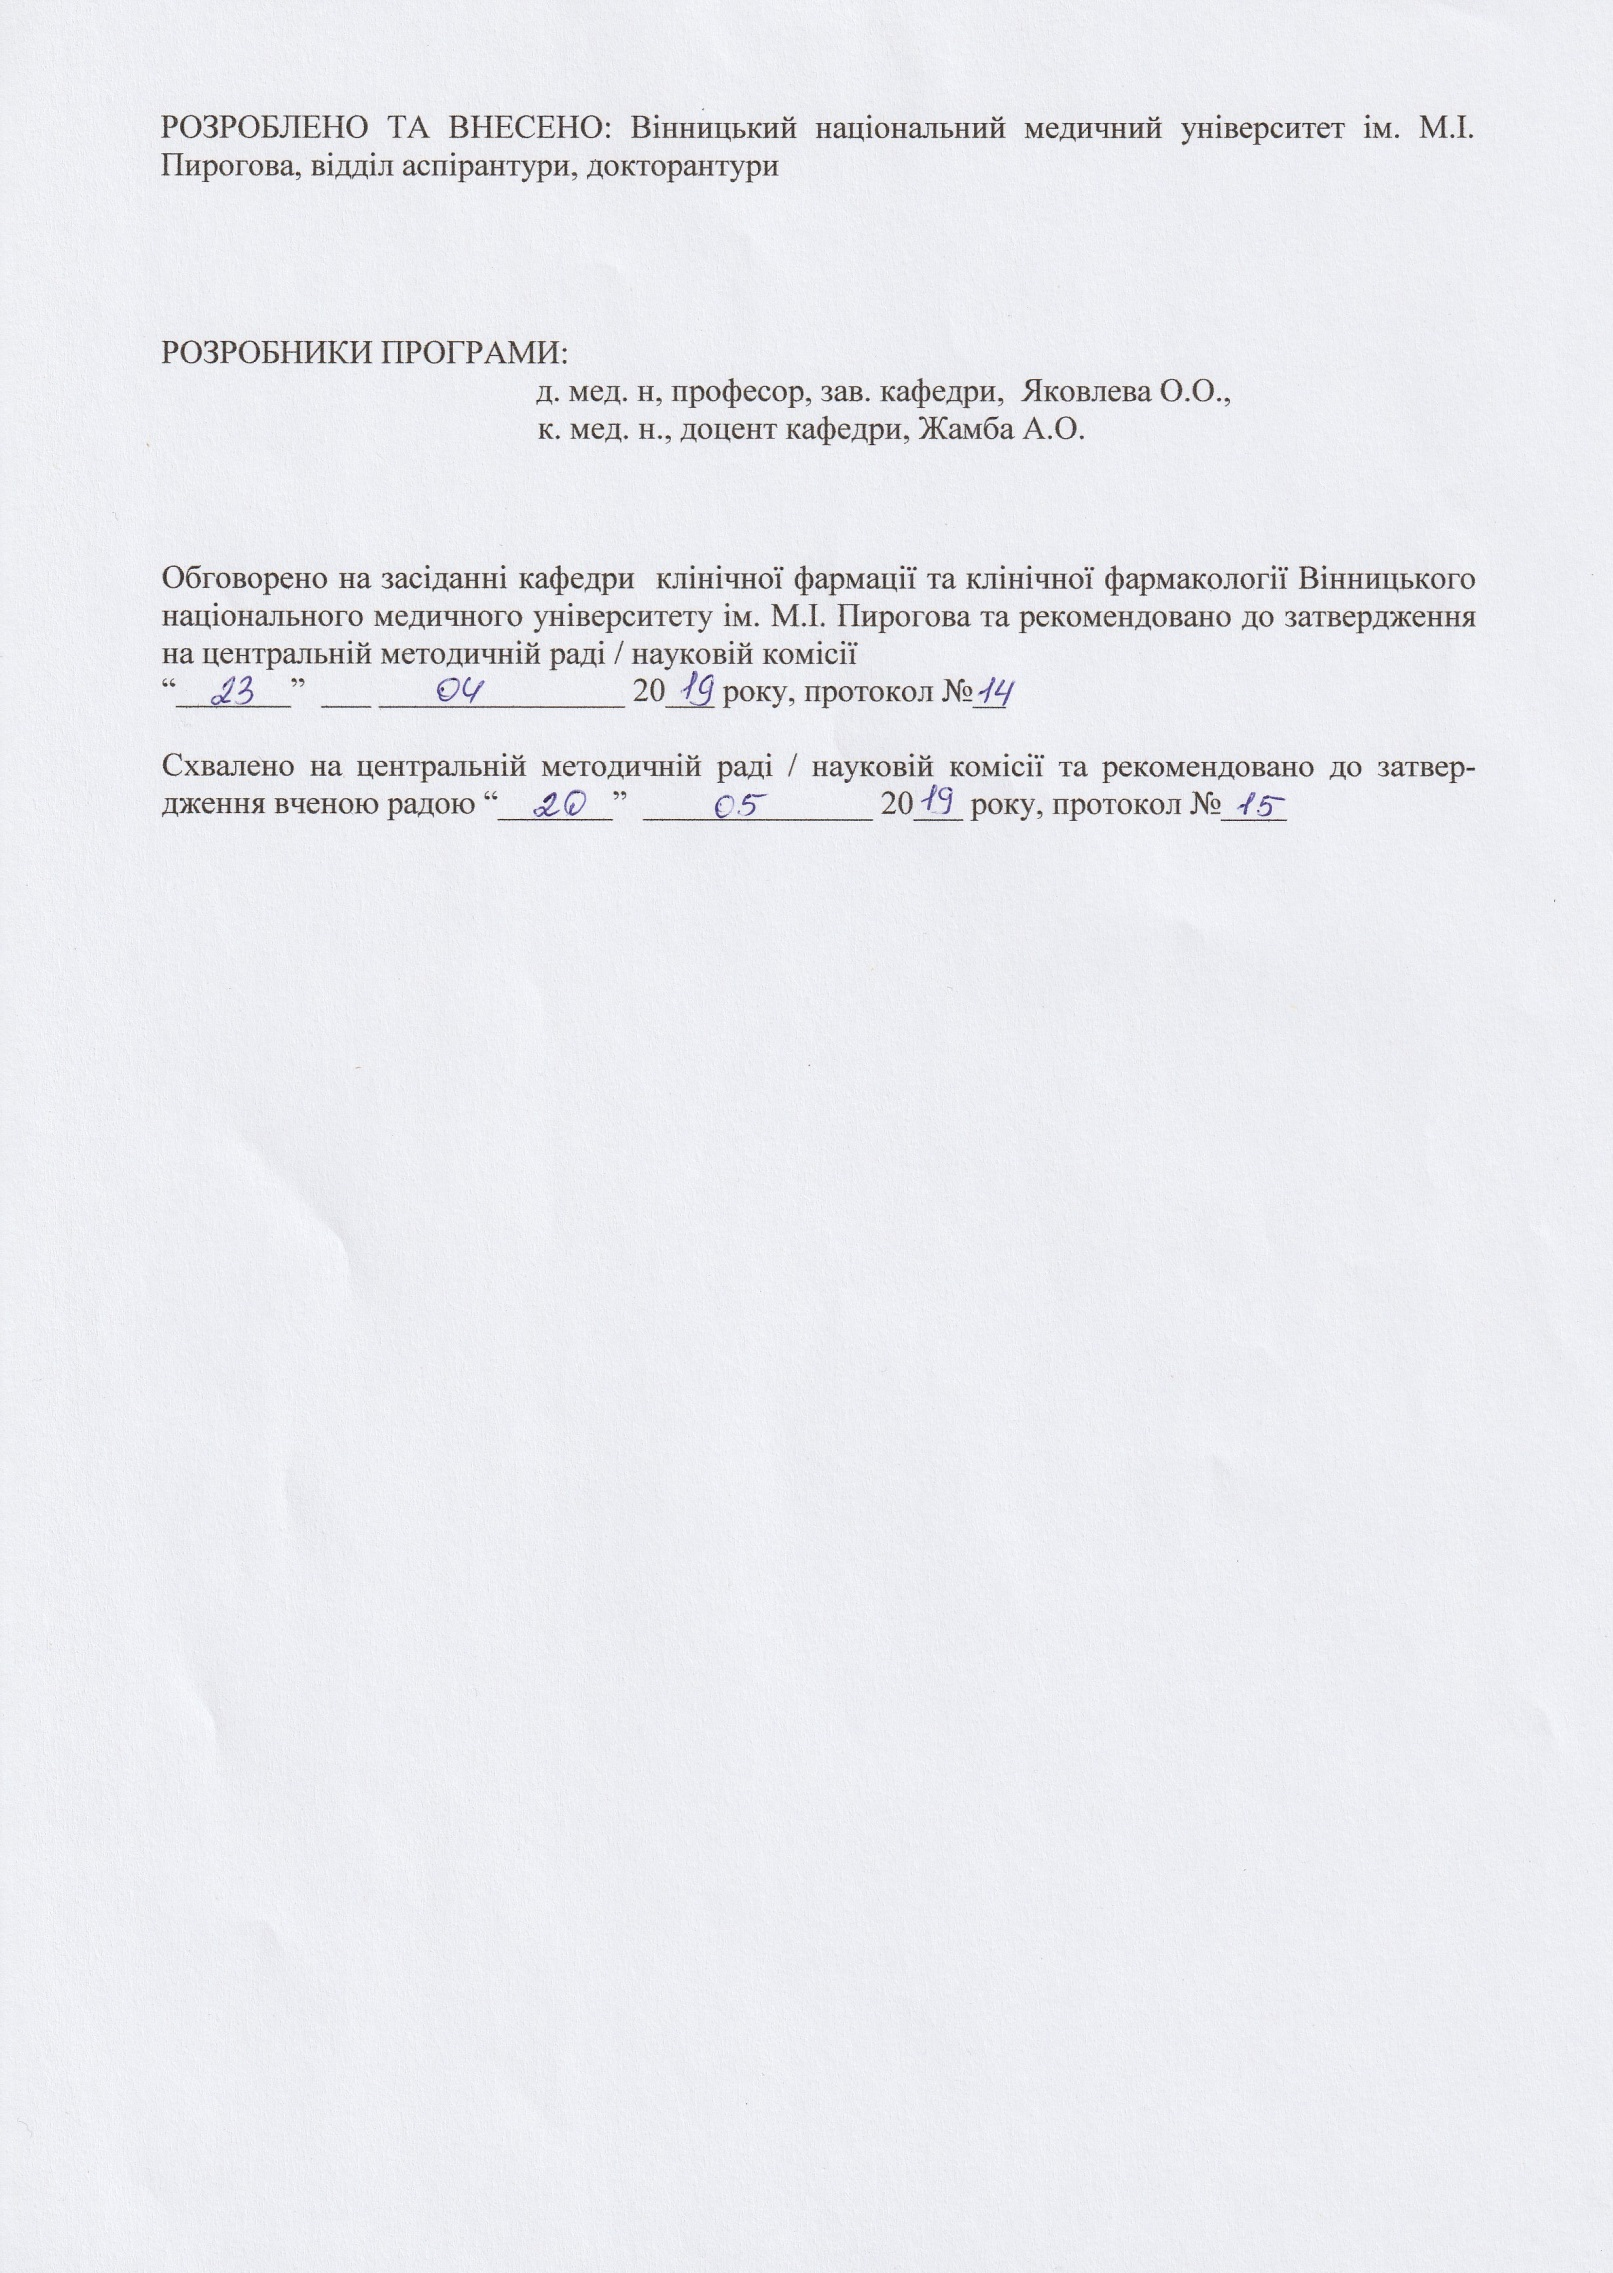 РОЗРОБЛЕНО ТА ВНЕСЕНО: Вінницький національний медичний університет ім. М.І.
Пирогова, відділ аспірантури, докторантури
РОЗРОБНИКИ ПРОГРАМИ:
д. мед. н, професор, зав. кафедри, Яковлева О.О.,
к. мед. н., доцент кафедри, Жамба А.О.
Обговорено на засіданні кафедри клінічної фармації та клінічної фармакології Вінницького
національного медичного університету ім. М.І. Пирогова та рекомендовано до затвердження
на центральній методичній раді / науковій комісії
“ 23 ” 04 2019 року, протокол №14
Схвалено на центральній методичній раді / науковій комісії та рекомендовано до затвер-
дження вченою радою “ 20 ” 05 2019 року, протокол № 15